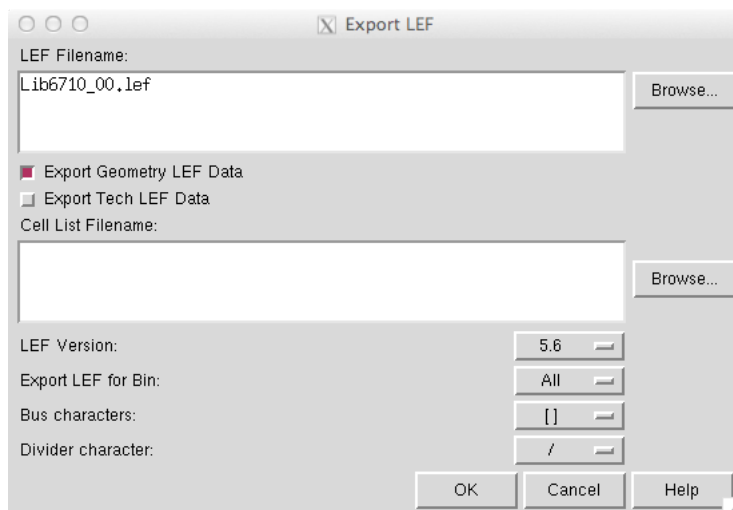 Export LEF
LEF Filename:
Lib6710_00.lef
Browse...
Export Geometry LEF Data
Export Tech LEF Data
Cell List Filename:
Browse...
LEF Version: 5.6
Export LEF for Bin: All
Bus characters: []
Divider character: /
OK Cancel Help